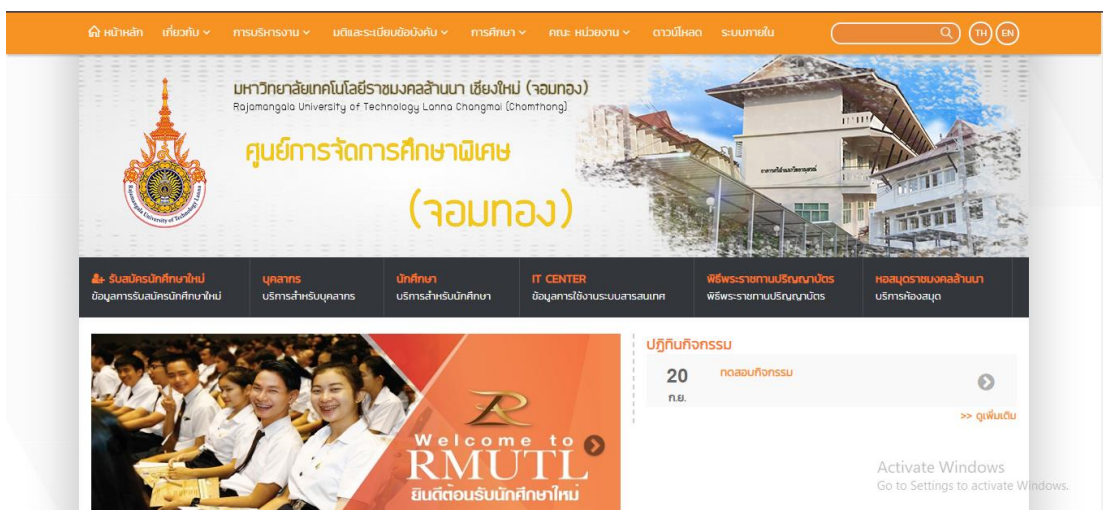 หน้าหลัก เกี่ยวกับ การบริหารงาน มติและระเบียบข้อบังคับ การศึกษา คณะ หน่วยงาน ดาวน์โหลด ระบบภายใน TH EN
มหาวิทยาลัยเทคโนโลยีราชมงคลล้านนา เชียงใหม่ (จอมทอง)
Rajamangala University of Technology Lanna Changmai (Chomthong)
ศูนย์การจัดการศึกษาพิเศษ
(จอมทอง)
รับสมัครนักศึกษาใหม่ บุคลากร นักศึกษา IT CENTER พิธีพระราชทานปริญญาบัตร หอสมุดราชมงคลล้านนา
ข้อมูลการรับสมัครนักศึกษาใหม่ บริการสำหรับบุคลากร บริการสำหรับนักศึกษา ข้อมูลการใช้งานระบบสารสนเทศ พิธีพระราชทานปริญญาบัตร บริการห้องสมุด
Welcome to
RMUTL
ยินดีต้อนรับนักศึกษาใหม่
ปฏิทินกิจกรรม
20 ทดสอบกิจกรรม
ก.ย.
>> ดูเพิ่มเติม
Activate Windows
Go to Settings to activate Windows.